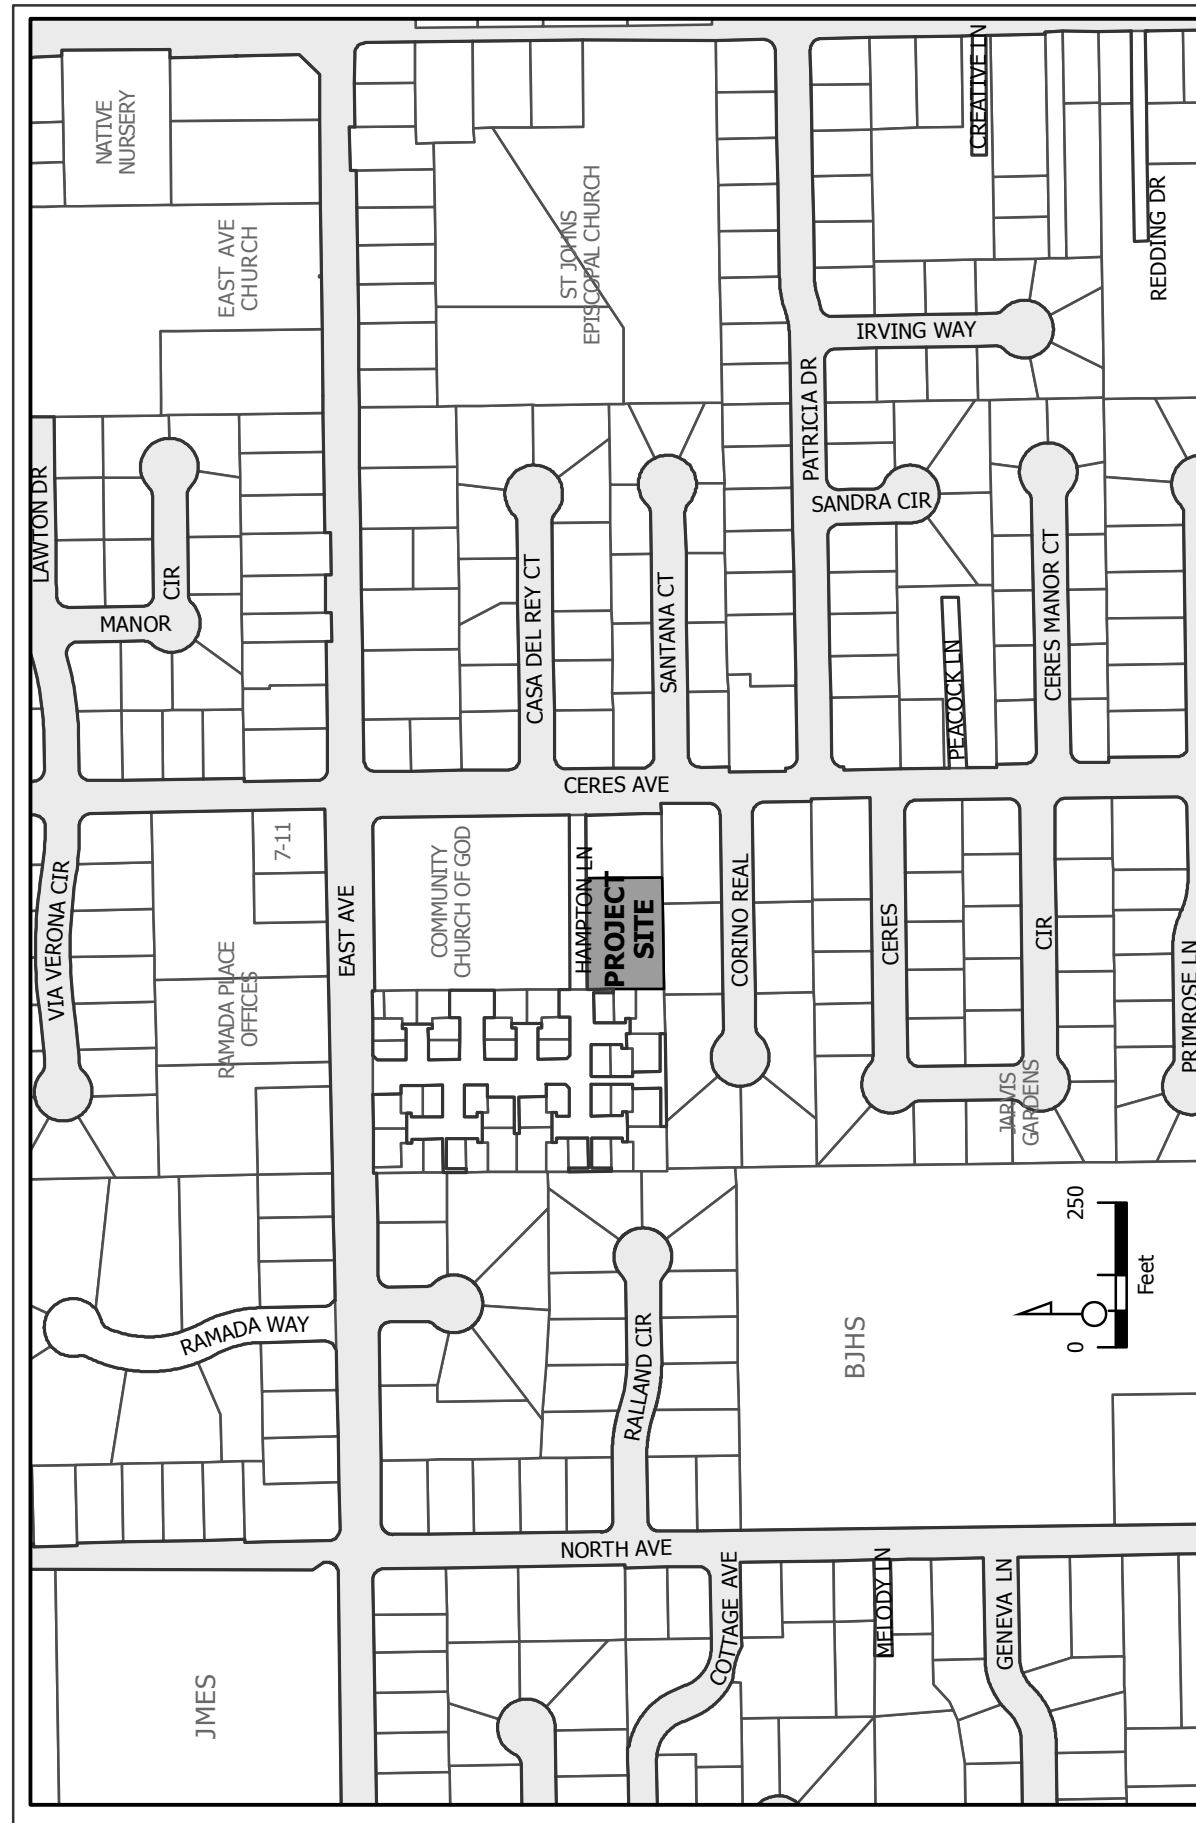 CREATIVE LN
NATIVE
NURSERY
ST JOHNS
EPISCOPAL CHURCH
REDDING DR
EAST AVE
CHURCH
IRVING WAY
PATRICIA DR
LAWTON DR
SANDRA CIR
CIR
MANOR
CASA DEL REY CT
SANTANA CT
CERES MANOR CT
PEACOCK LN
CERES AVE
7-11
COMMUNITY
CHURCH OF GOD
HAMPTON LN
PROJECT
SITE
CORINO REAL
CERES
CIR
VIA VERONA CIR
EAST AVE
RAMADA PLACE
OFFICES
PRIMROSE LN
JARVIS
GARDENS
250
Feet
0
RAMADA WAY
RALLAND CIR
BJHS
NORTH AVE
COTTAGE AVE
MELODY LN
GENEVA LN
JMES